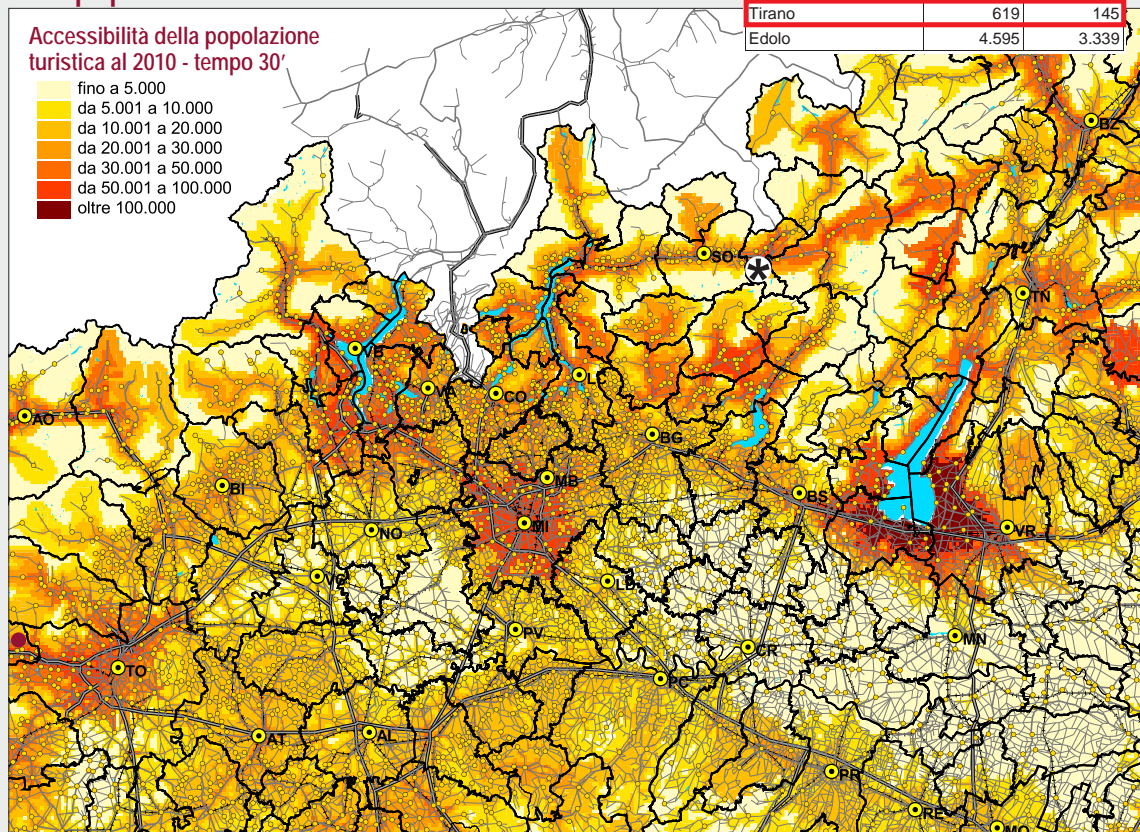 Tirano 619 145
Edolo 4.595 3.339
Accessibilità della popolazione
turistica al 2010 - tempo 30'
fino a 5.000
da 5.001 a 10.000
da 10.001 a 20.000
da 20.001 a 30.000
da 30.001 a 50.000
da 50.001 a 100.000
oltre 100.000
BZ
SO
*
TN
LC
VA
CO
AO
BG
BI
MB
BS
MI
NO
VR
VC
LO
PV
MN
CR
TO
PC
AT
AL
PR
RE